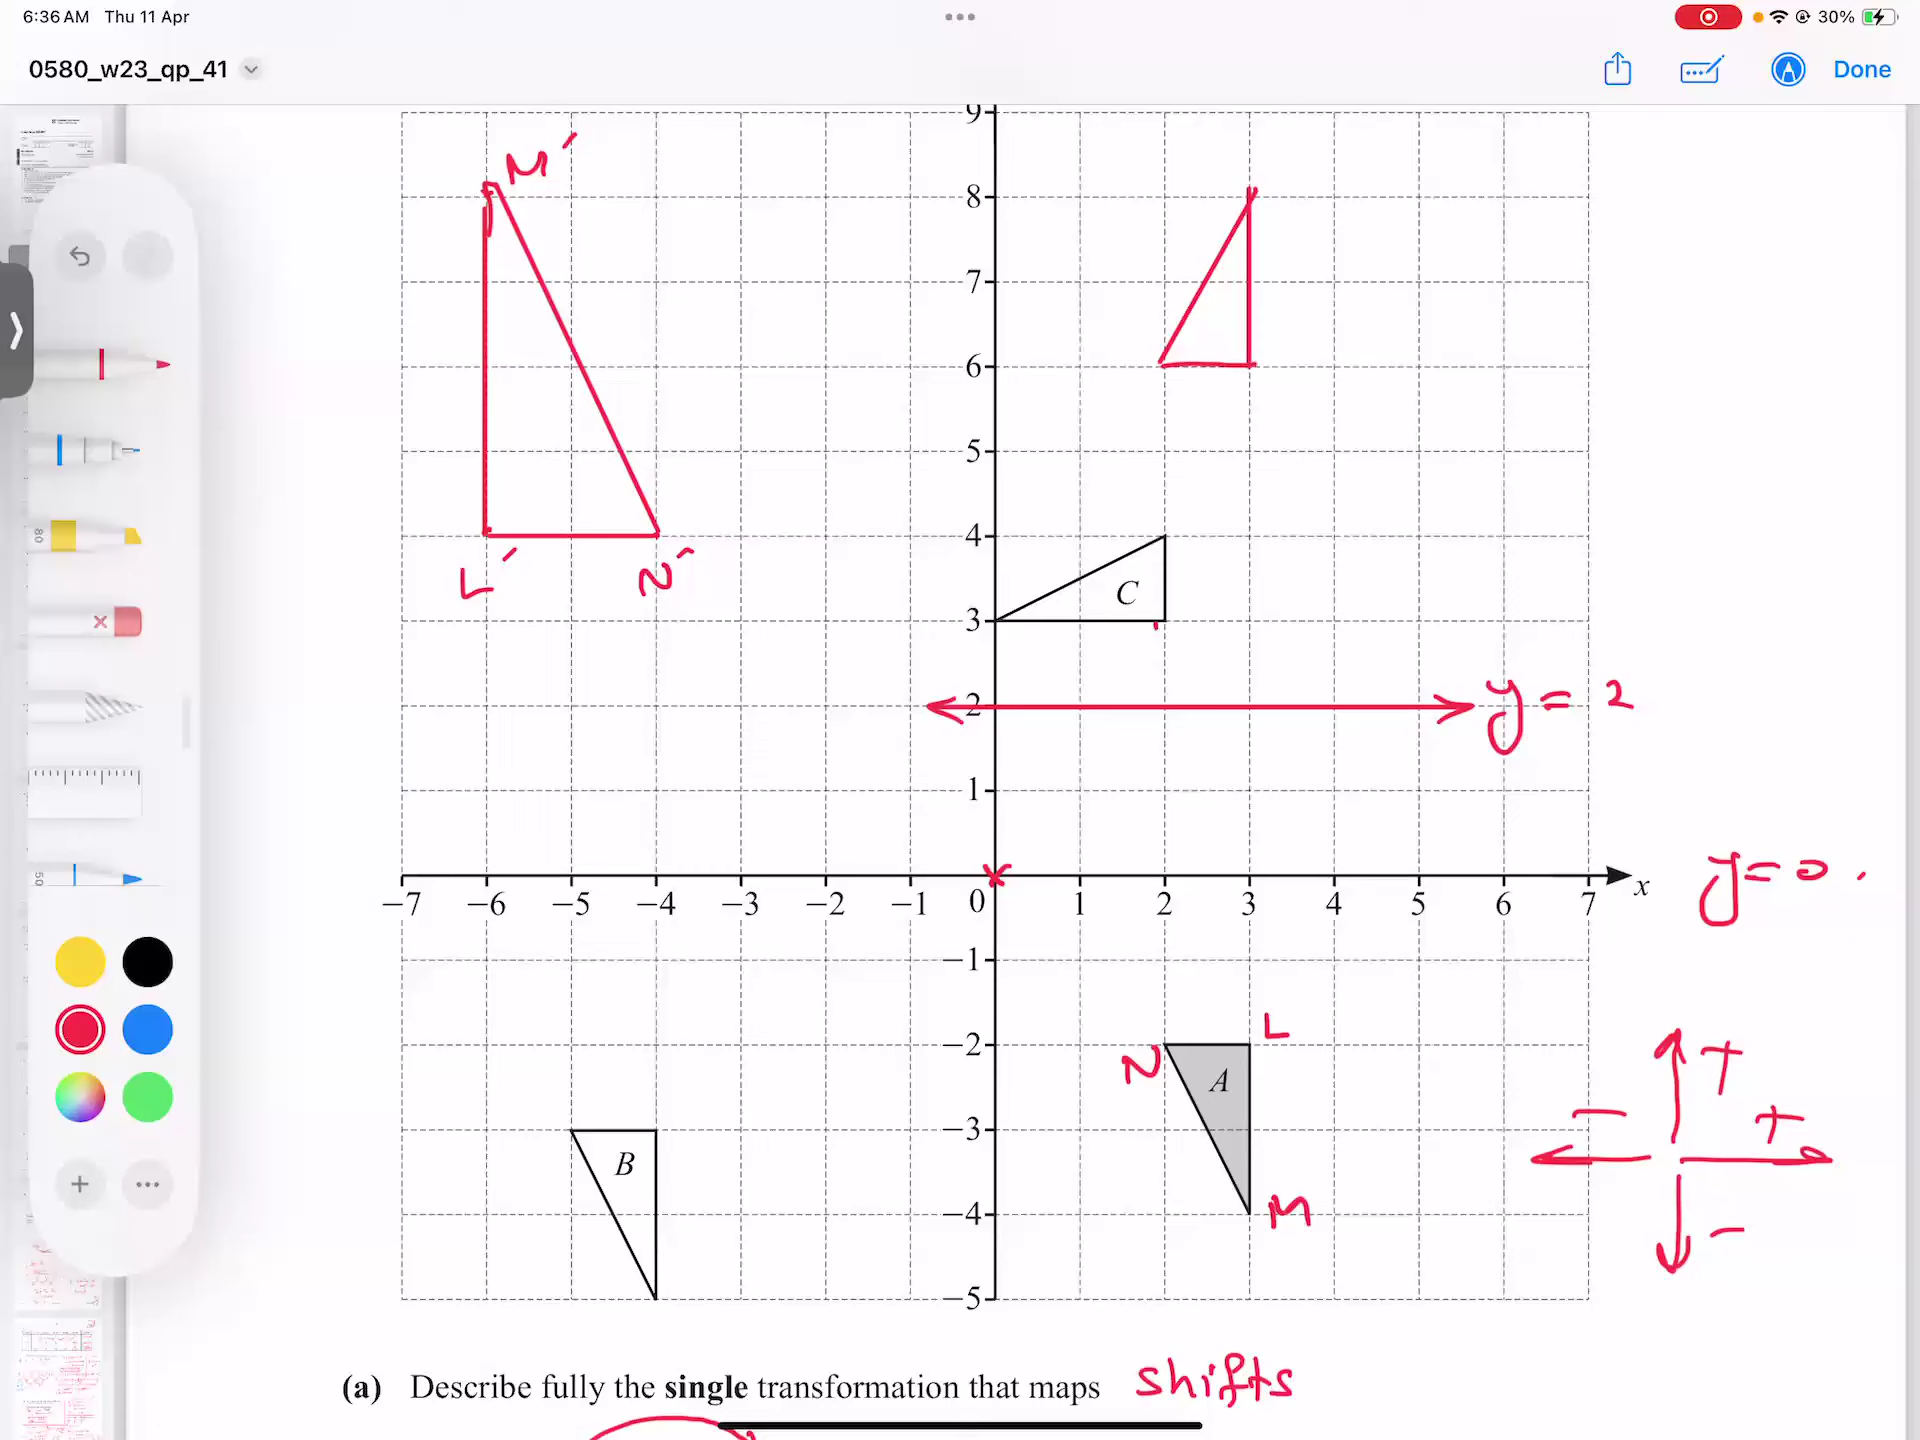 6:36 AM Thu 11 Apr
30%
0580_w23_qp_41
Done
9
M′
8
7
6
5
4
L′
N′
C
3
2
y = 2
1
y = 0.
−7 −6 −5 −4 −3 −2 −1 0 1 2 3 4 5 6 7 x
−1
L
−2
N
A
+
− +
−3
B
−4
M
−
−5
(a) Describe fully the single transformation that maps shifts
80
50